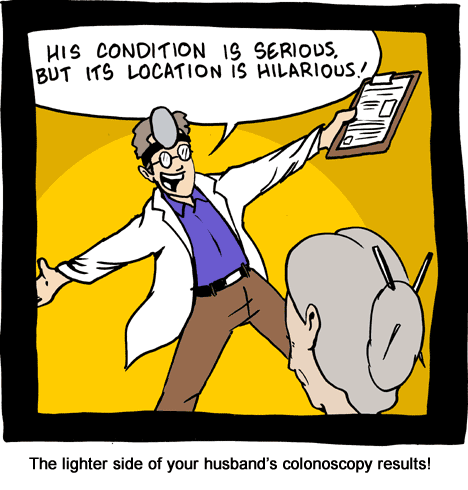 HIS CONDITION IS SERIOUS,
BUT ITS LOCATION IS HILARIOUS!
The lighter side of your husband's colonoscopy results!